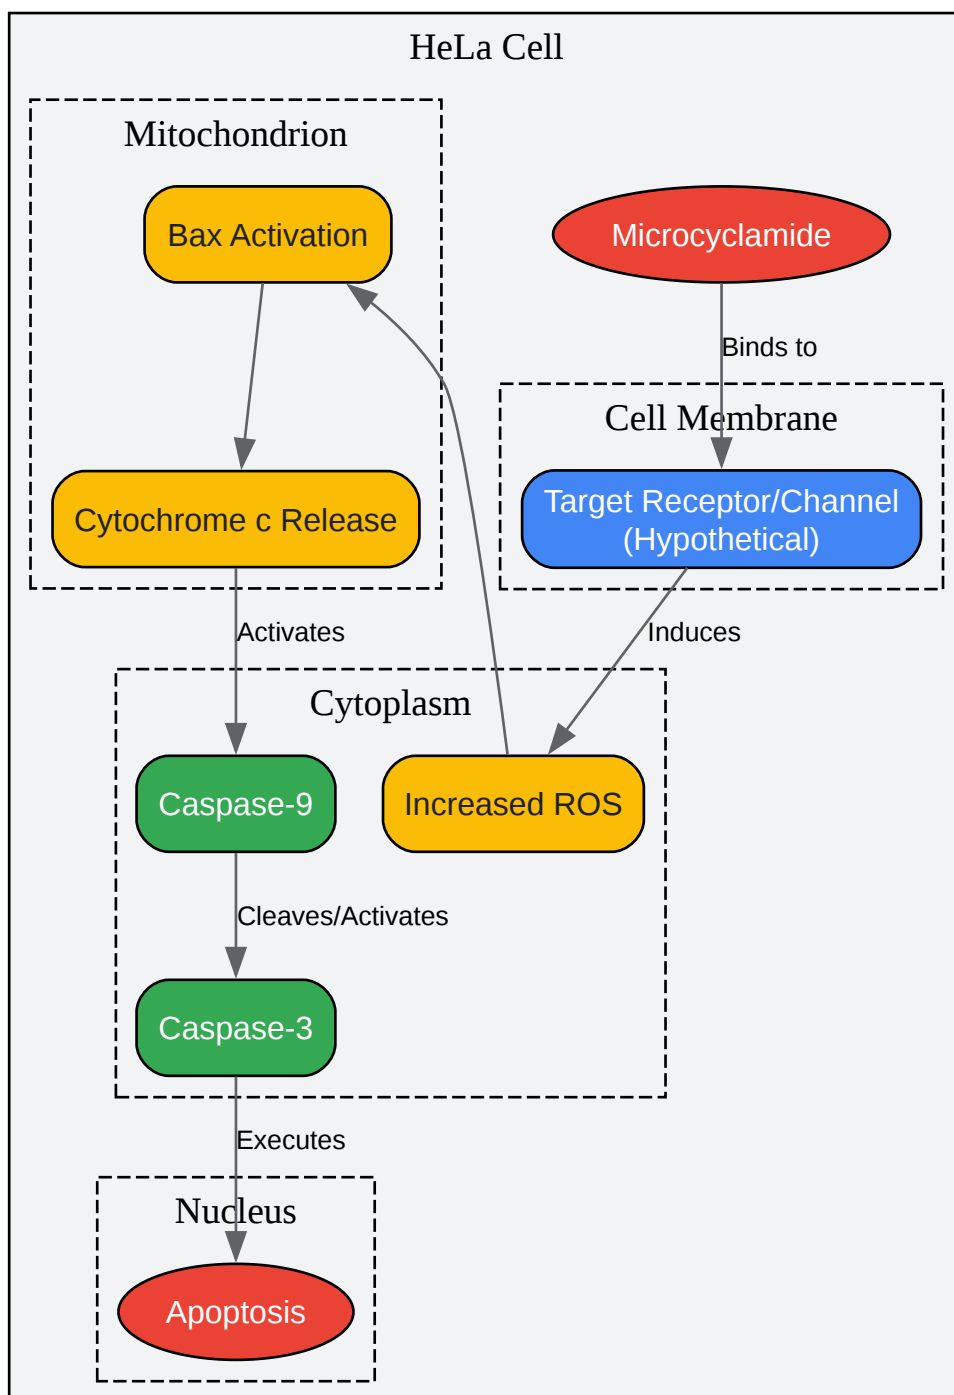 HeLa Cell
Mitochondrion
Bax Activation
Microcyclamide
Binds to
Cell Membrane
Cytochrome c Release
Target Receptor/Channel
(Hypothetical)
Activates
Induces
Cytoplasm
Caspase-9
Increased ROS
Cleaves/Activates
Caspase-3
Executes
Nucleus
Apoptosis